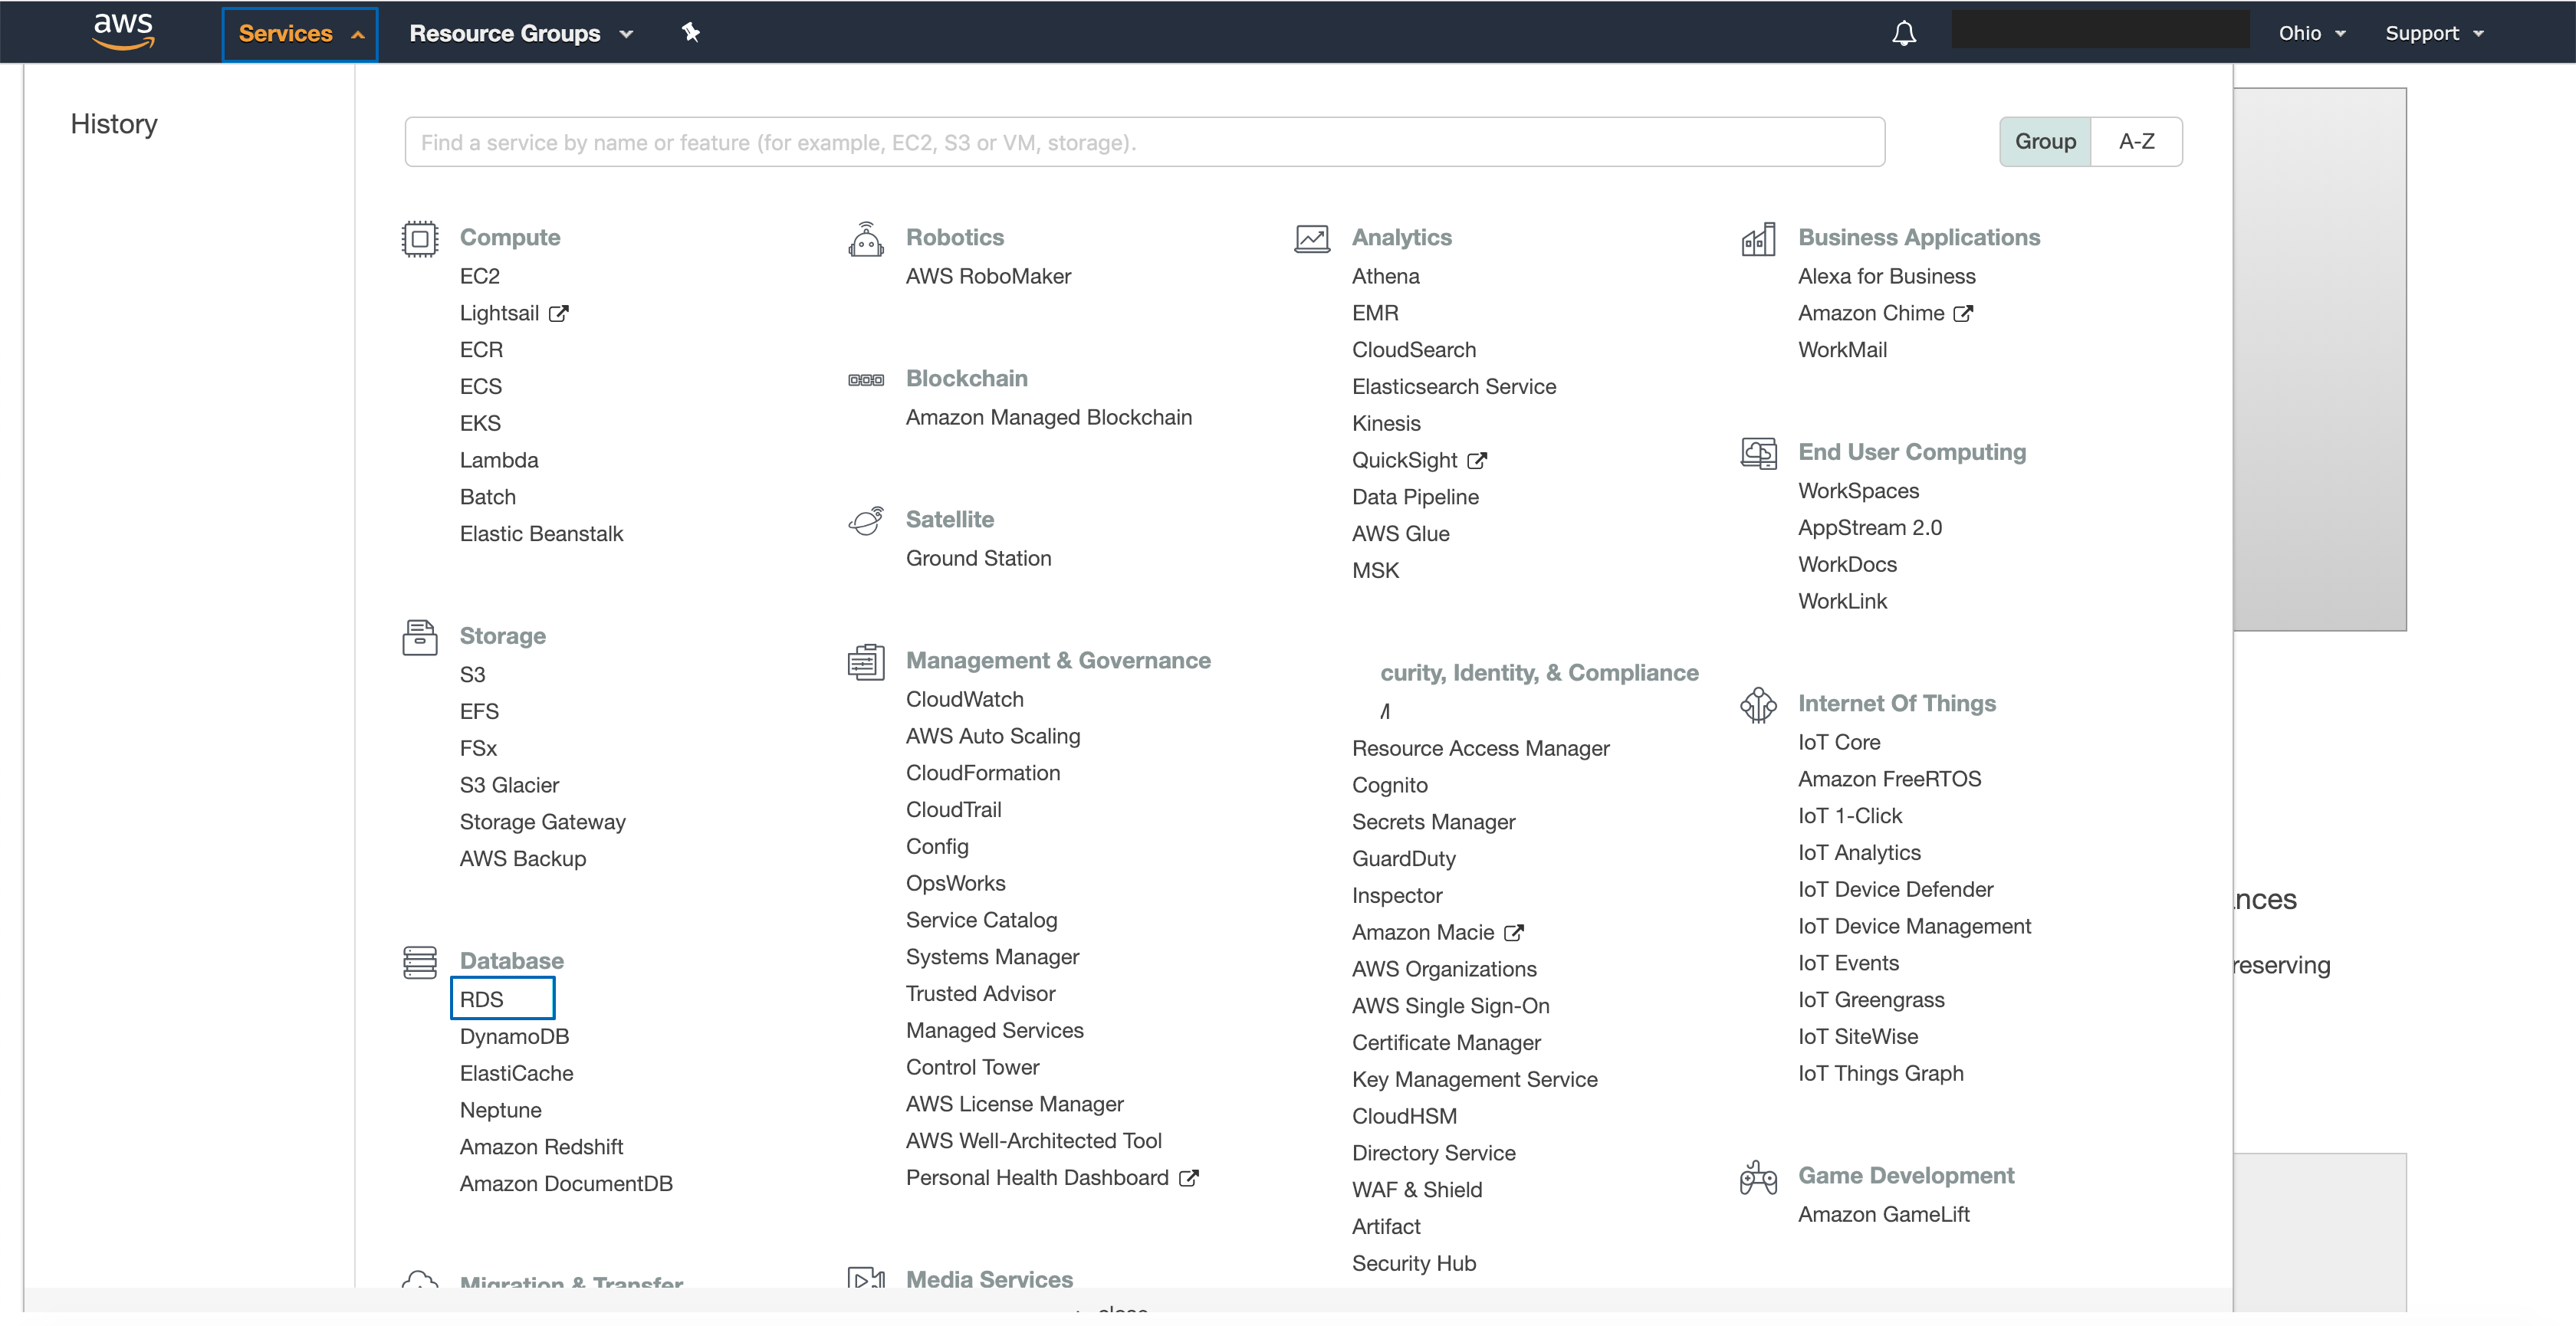 aws
Services
Resource Groups
Ohio
Support
History
Find a service by name or feature (for example, EC2, S3 or VM, storage).
Group
A-Z
Compute
EC2
Lightsail
ECR
ECS
EKS
Lambda
Batch
Elastic Beanstalk
Storage
S3
EFS
FSx
S3 Glacier
Storage Gateway
AWS Backup
Database
RDS
DynamoDB
ElastiCache
Neptune
Amazon Redshift
Amazon DocumentDB
Migration & Transfer
Robotics
AWS RoboMaker
Blockchain
Amazon Managed Blockchain
Satellite
Ground Station
Management & Governance
CloudWatch
AWS Auto Scaling
CloudFormation
CloudTrail
Config
OpsWorks
Service Catalog
Systems Manager
Trusted Advisor
Managed Services
Control Tower
AWS License Manager
AWS Well-Architected Tool
Personal Health Dashboard
Media Services
Analytics
Athena
EMR
CloudSearch
Elasticsearch Service
Kinesis
QuickSight
Data Pipeline
AWS Glue
MSK
curity, Identity, & Compliance
Resource Access Manager
Cognito
Secrets Manager
GuardDuty
Inspector
Amazon Macie
AWS Organizations
AWS Single Sign-On
Certificate Manager
Key Management Service
CloudHSM
Directory Service
WAF & Shield
Artifact
Security Hub
Business Applications
Alexa for Business
Amazon Chime
WorkMail
End User Computing
WorkSpaces
AppStream 2.0
WorkDocs
WorkLink
Internet Of Things
IoT Core
Amazon FreeRTOS
IoT 1-Click
IoT Analytics
IoT Device Defender
IoT Device Management
IoT Events
IoT Greengrass
IoT SiteWise
IoT Things Graph
Game Development
Amazon GameLift
nces
reserving
close